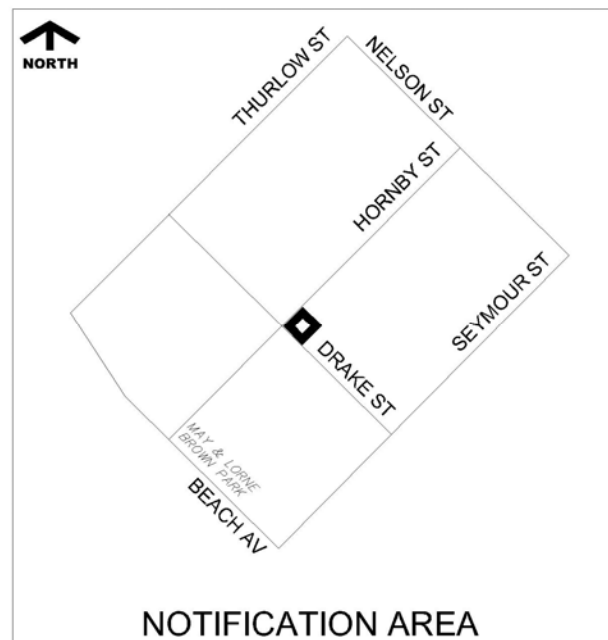 NORTH
THURLOW ST
NELSON ST
HORNBY ST
SEYMOUR ST
DRAKE ST
MAY & LORNE
BROWN PARK
BEACH AV
NOTIFICATION AREA